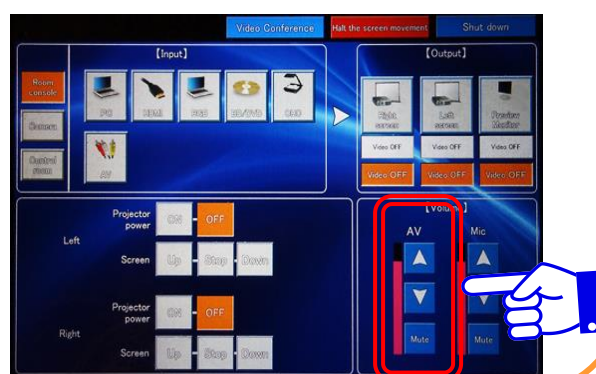 Video Conference
Halt the screen movement
Shut down
[Input]
Room
console
Camera
Control
room
PC
HDMI
RGB
BD/DVD
OHD
AV
[Output]
Right
screen
Left
screen
Preview
Monitor
Video OFF
Video OFF
Video OFF
Video OFF
Video OFF
Video OFF
Left
Projector
power
ON
OFF
Screen
Up
Stop
Down
Right
Projector
power
ON
OFF
Screen
Up
Stop
Down
[Volume]
AV
Mic
Mute
Mute